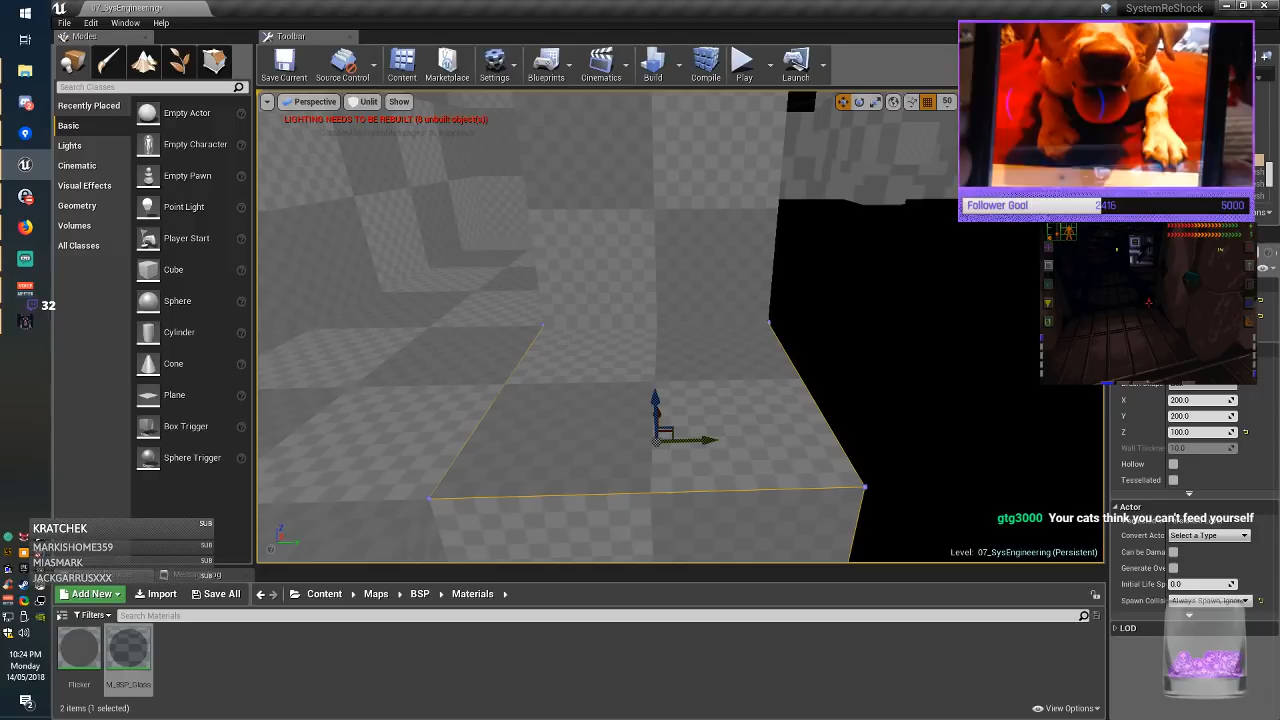 07_SysEngineering*
SystemReShock
File Edit Window Help
Modes
Toolbar
Save Current
Source Control
Content
Marketplace
Settings
Blueprints
Cinematics
Build
Compile
Play
Launch
Search Classes
Recently Placed
Basic
Lights
Cinematic
Visual Effects
Geometry
Volumes
All Classes
Empty Actor
Empty Character
Empty Pawn
Point Light
Player Start
Cube
Sphere
Cylinder
Cone
Plane
Box Trigger
Sphere Trigger
Perspective
Unlit
Show
50
LIGHTING NEEDS TO BE REBUILT (8 unbuilt object(s))
Follower Goal 2416 5000
X 200.0
Y 200.0
Z 100.0
Wall Thickne 10.0
Hollow
Tessellated
Actor
gtg3000 Your cats think you can't feed yourself
Convert Acto Select a Type
Can be Dama
Generate Ove
Initial Life Sp 0.0
Spawn Collisi Always Spawn, Ignor
LOD
Level: 07_SysEngineering (Persistent)
Z
32
KRATCHEK SUB
MARKISHOME359 SUB
MIASMARK SUB
JACKGARRUSXXX SUB
Add New
Import
Save All
Content Maps BSP Materials
Filters
Search Materials
Flicker
M_BSP_Glass
2 items (1 selected)
View Options
10:24 PM
Monday
14/05/2018
2